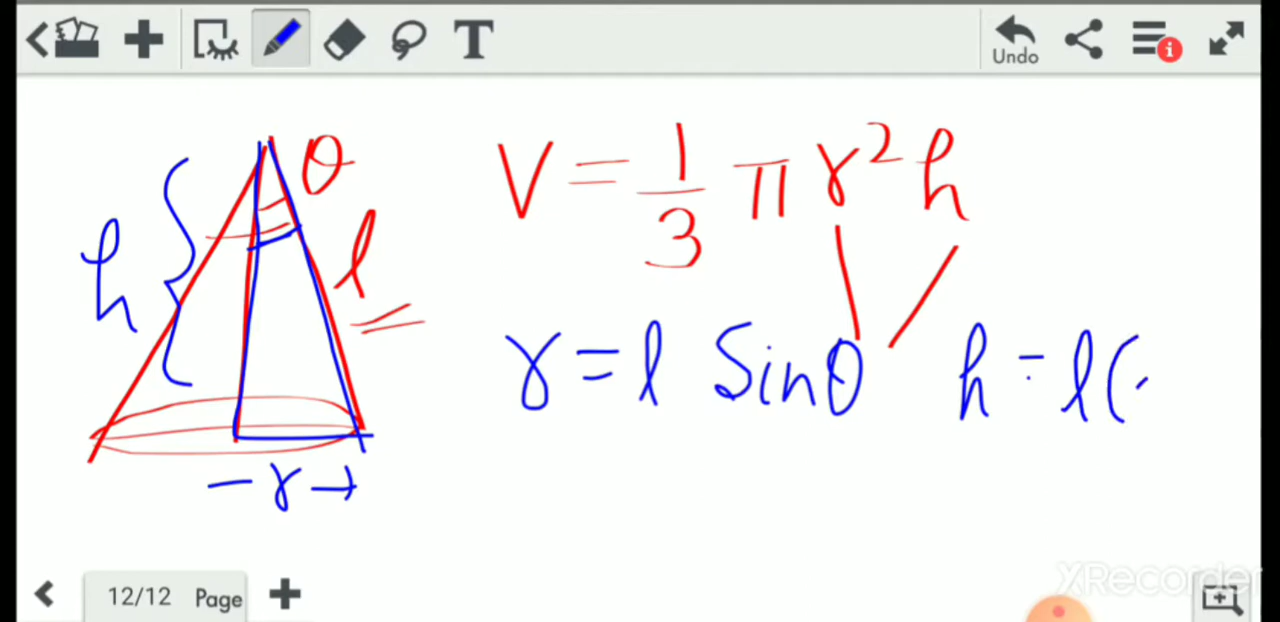 T
Undo
i
θ
V = 1/3 π r² h
h
l
r = l Sinθ h = l(
- r →
12/12 Page
XRecorder